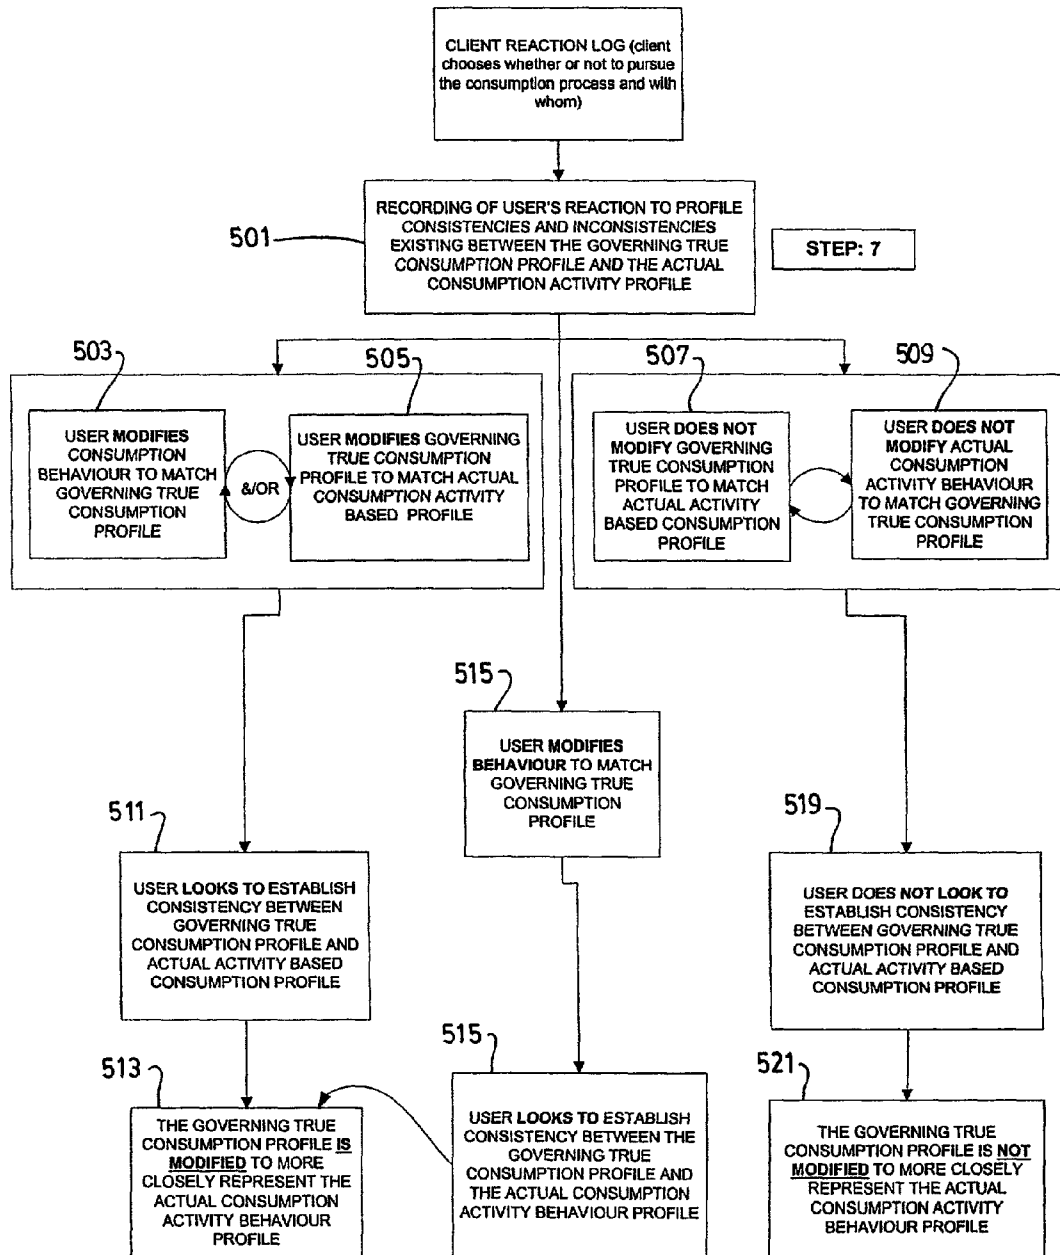 CLIENT REACTION LOG (client
chooses whether or not to pursue
the consumption process and with
whom)
501
RECORDING OF USER'S REACTION TO PROFILE
CONSISTENCIES AND INCONSISTENCIES
EXISTING BETWEEN THE GOVERNING TRUE
CONSUMPTION PROFILE AND THE ACTUAL
CONSUMPTION ACTIVITY PROFILE
STEP: 7
503
USER MODIFIES
CONSUMPTION
BEHAVIOUR TO MATCH
GOVERNING TRUE
CONSUMPTION
PROFILE
&/OR
505
USER MODIFIES GOVERNING
TRUE CONSUMPTION
PROFILE TO MATCH ACTUAL
CONSUMPTION ACTIVITY
BASED PROFILE
507
USER DOES NOT
MODIFY GOVERNING
TRUE CONSUMPTION
PROFILE TO MATCH
ACTUAL ACTIVITY
BASED CONSUMPTION
PROFILE
509
USER DOES NOT
MODIFY ACTUAL
CONSUMPTION
ACTIVITY BEHAVIOUR
TO MATCH GOVERNING
TRUE CONSUMPTION
PROFILE
515
USER MODIFIES
BEHAVIOUR TO MATCH
GOVERNING TRUE
CONSUMPTION
PROFILE
511
USER LOOKS TO ESTABLISH
CONSISTENCY BETWEEN
GOVERNING TRUE
CONSUMPTION PROFILE AND
ACTUAL ACTIVITY BASED
CONSUMPTION PROFILE
519
USER DOES NOT LOOK TO
ESTABLISH CONSISTENCY
BETWEEN GOVERNING TRUE
CONSUMPTION PROFILE AND
ACTUAL ACTIVITY BASED
CONSUMPTION PROFILE
513
THE GOVERNING TRUE
CONSUMPTION PROFILE IS
MODIFIED TO MORE
CLOSELY REPRESENT THE
ACTUAL CONSUMPTION
ACTIVITY BEHAVIOUR
PROFILE
515
USER LOOKS TO ESTABLISH
CONSISTENCY BETWEEN THE
GOVERNING TRUE
CONSUMPTION PROFILE AND
THE ACTUAL CONSUMPTION
ACTIVITY BEHAVIOUR PROFILE
521
THE GOVERNING TRUE
CONSUMPTION PROFILE IS NOT
MODIFIED TO MORE CLOSELY
REPRESENT THE ACTUAL
CONSUMPTION ACTIVITY
BEHAVIOUR PROFILE